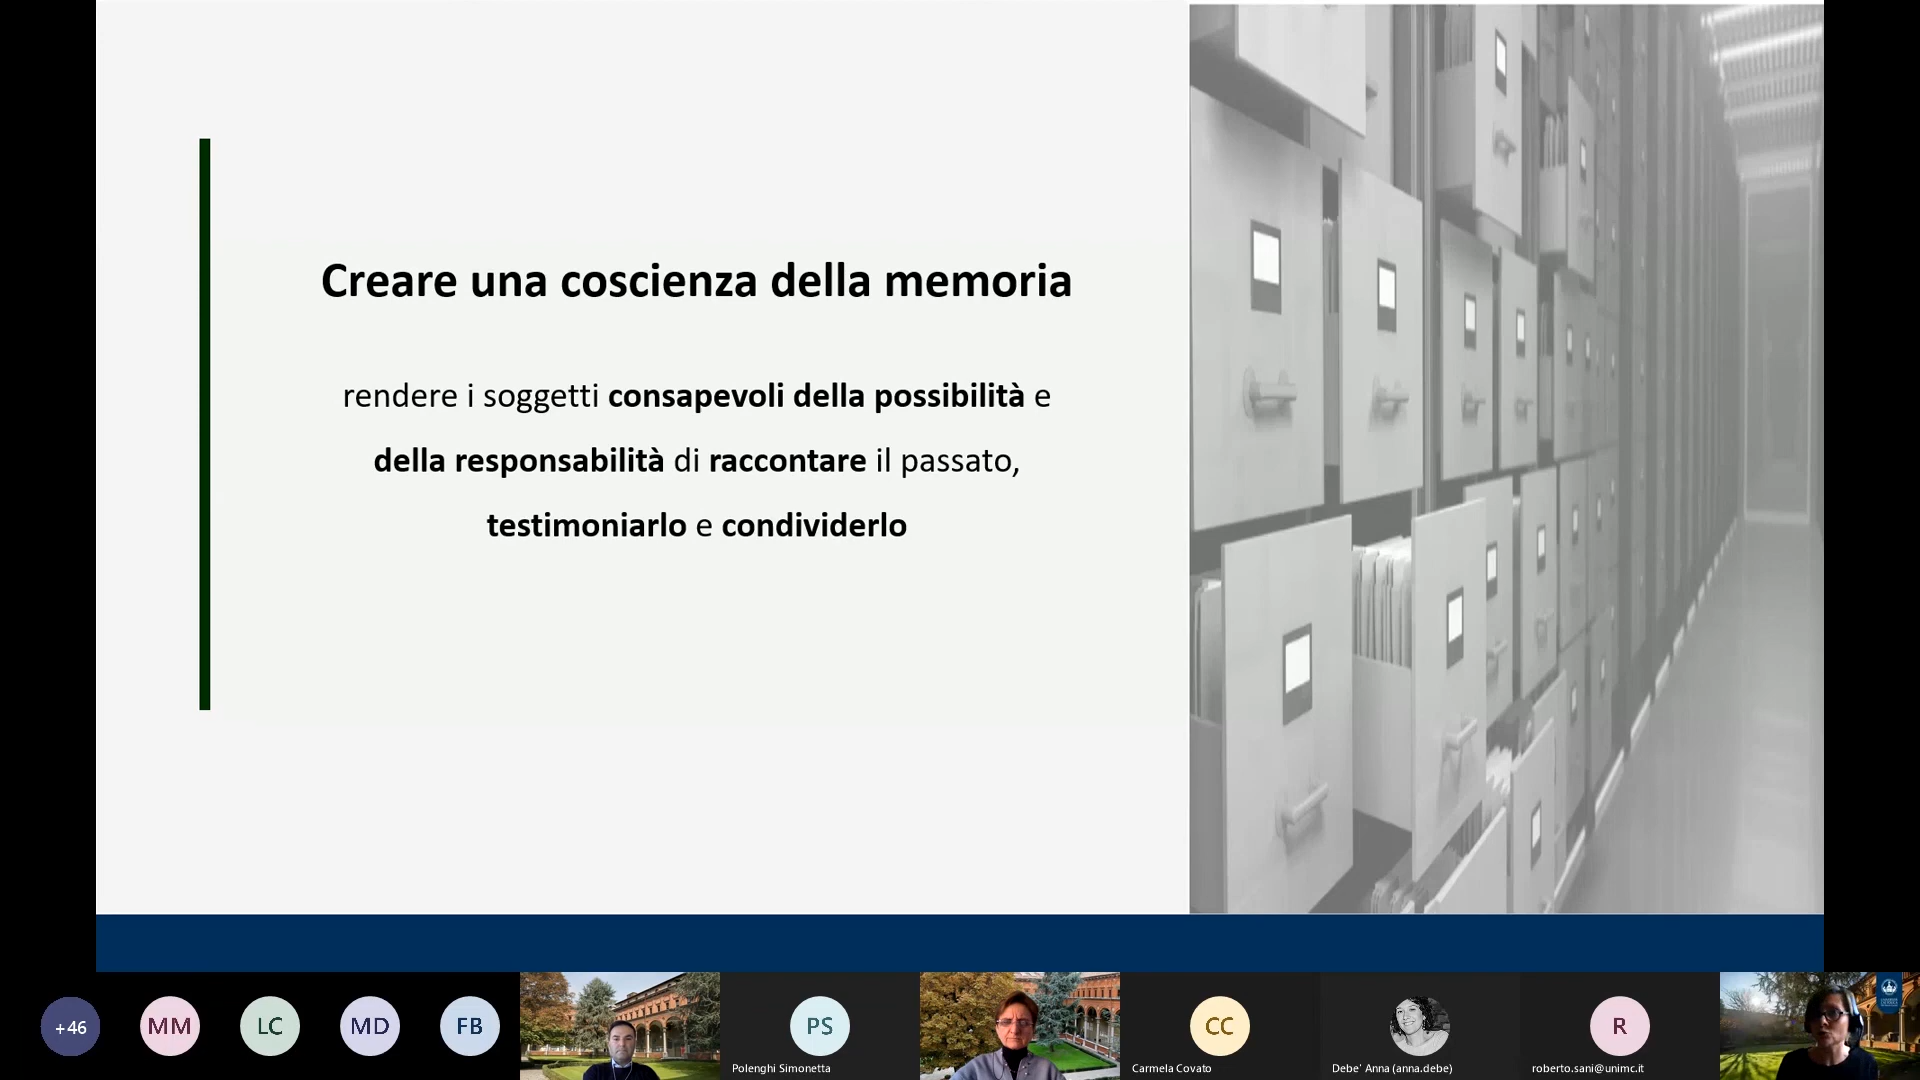 Creare una coscienza della memoria
rendere i soggetti consapevoli della possibilità e
della responsabilità di raccontare il passato,
testimoniarlo e condividerlo
+46
MM
LC
MD
FB
PS
Polenghi Simonetta
CC
Carmela Covato
Debe' Anna (anna.debe)
R
roberto.sani@unimc.it